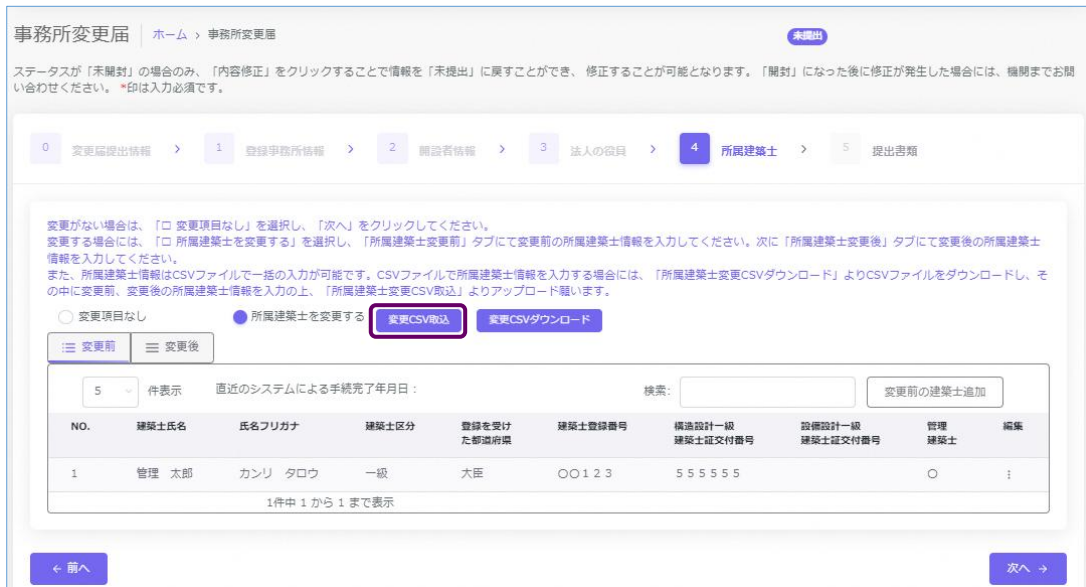 事務所変更届 ホーム › 事務所変更届 未提出
ステータスが「未開封」の場合のみ、「内容修正」をクリックすることで情報を「未提出」に戻すことができ、 修正することが可能となります。「開封」になった後に修正が発生した場合には、機関までお問
い合わせください。 *印は入力必須です。
0 変更届提出情報 › 1 登録事務所情報 › 2 開設者情報 › 3 法人の役員 › 4 所属建築士 › 5 提出書類
変更がない場合は、「□ 変更項目なし」を選択し、「次へ」をクリックしてください。
変更する場合には、「□ 所属建築士を変更する」を選択し、「所属建築士変更前」タブにて変更前の所属建築士情報を入力してください。次に「所属建築士変更後」タブにて変更後の所属建築士
情報を入力してください。
また、所属建築士情報はCSVファイルで一括の入力が可能です。CSVファイルで所属建築士情報を入力する場合には、「所属建築士変更CSVダウンロード」よりCSVファイルをダウンロードし、そ
の中に変更前、変更後の所属建築士情報を入力の上、「所属建築士変更CSV取込」よりアップロード願います。
変更項目なし 所属建築士を変更する 変更CSV取込 変更CSVダウンロード
変更前 変更後
5 件表示 直近のシステムによる手続完了年月日： 検索: 変更前の建築士追加
NO. 建築士氏名 氏名フリガナ 建築士区分 登録を受け 建築士登録番号 構造設計一級 設備設計一級 管理 編集
た都道府県 建築士証交付番号 建築士証交付番号 建築士
1 管理 太郎 カンリ タロウ 一級 大臣 〇〇１２３ ５５５５５５ 〇 ⋮
1件中 1 から 1 まで表示
← 前へ 次へ →